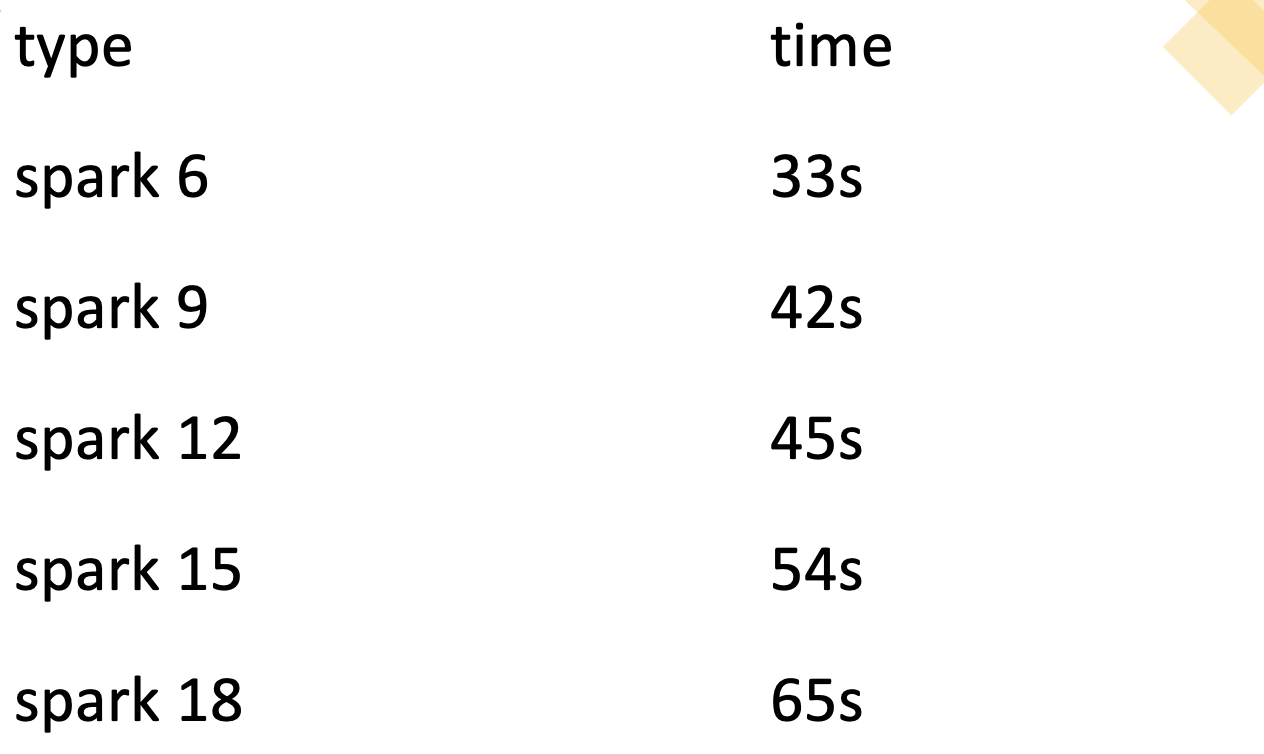 type time
spark 6 33s
spark 9 42s
spark 12 45s
spark 15 54s
spark 18 65s